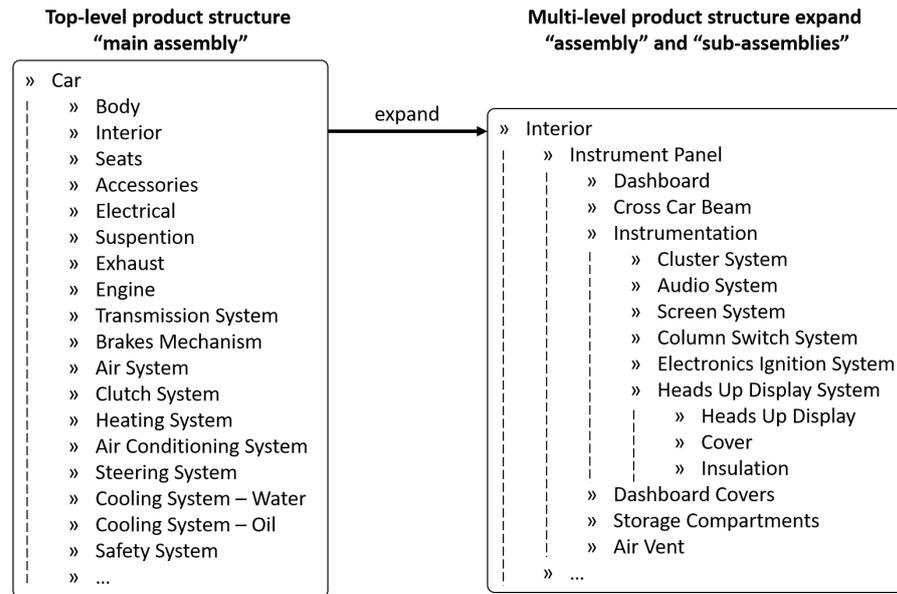 Top-level product structure
“main assembly”
» Car
» Body
» Interior
» Seats
» Accessories
» Electrical
» Suspention
» Exhaust
» Engine
» Transmission System
» Brakes Mechanism
» Air System
» Clutch System
» Heating System
» Air Conditioning System
» Steering System
» Cooling System – Water
» Cooling System – Oil
» Safety System
» ...
expand
Multi-level product structure expand
“assembly” and “sub-assemblies”
» Interior
» Instrument Panel
» Dashboard
» Cross Car Beam
» Instrumentation
» Cluster System
» Audio System
» Screen System
» Column Switch System
» Electronics Ignition System
» Heads Up Display System
» Heads Up Display
» Cover
» Insulation
» Dashboard Covers
» Storage Compartments
» Air Vent
» ...